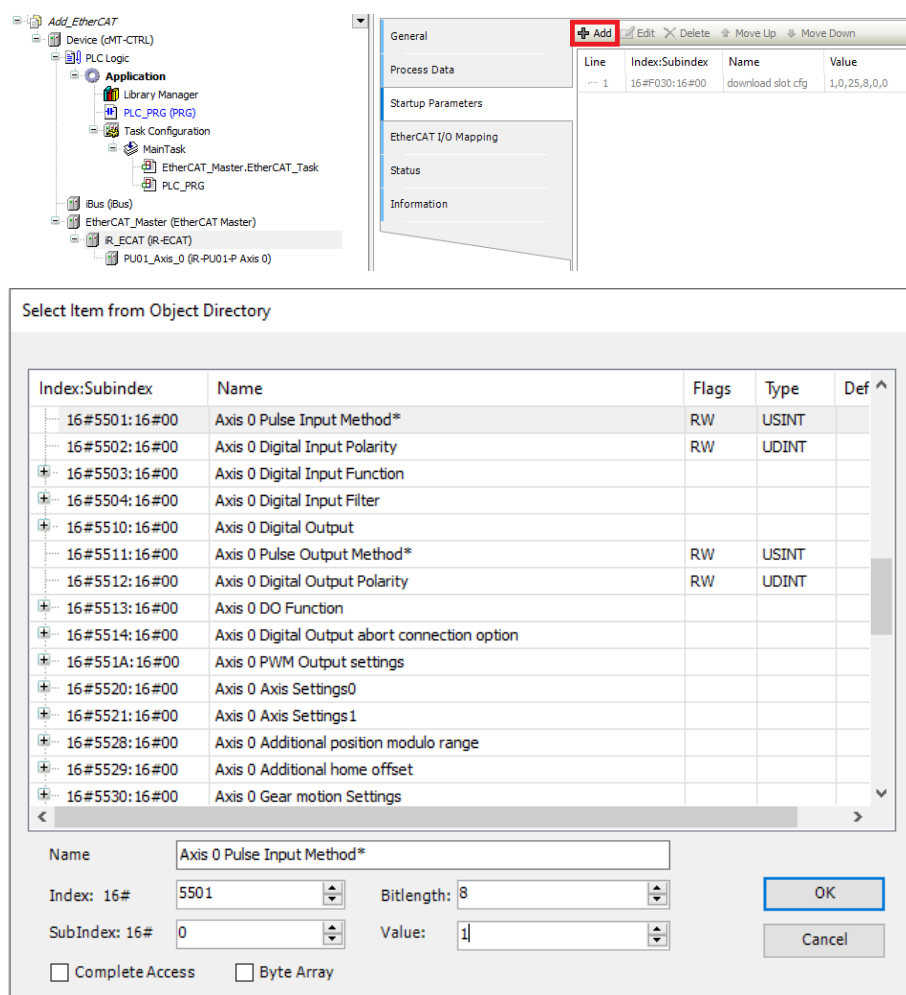 Add_EtherCAT
Device (cMT-CTRL)
PLC Logic
Application
Library Manager
PLC_PRG (PRG)
Task Configuration
MainTask
EtherCAT_Master.EtherCAT_Task
PLC_PRG
iBus (iBus)
EtherCAT_Master (EtherCAT Master)
iR_ECAT (iR-ECAT)
PU01_Axis_0 (iR-PU01-P Axis 0)
General
Process Data
Startup Parameters
EtherCAT I/O Mapping
Status
Information
Add Edit Delete Move Up Move Down
Line Index:Subindex Name Value
1 16#F030:16#00 download slot cfg 1,0,25,8,0,0
Select Item from Object Directory
Index:Subindex Name Flags Type Def
16#5501:16#00 Axis 0 Pulse Input Method* RW USINT
16#5502:16#00 Axis 0 Digital Input Polarity RW UDINT
16#5503:16#00 Axis 0 Digital Input Function
16#5504:16#00 Axis 0 Digital Input Filter
16#5510:16#00 Axis 0 Digital Output
16#5511:16#00 Axis 0 Pulse Output Method* RW USINT
16#5512:16#00 Axis 0 Digital Output Polarity RW UDINT
16#5513:16#00 Axis 0 DO Function
16#5514:16#00 Axis 0 Digital Output abort connection option
16#551A:16#00 Axis 0 PWM Output settings
16#5520:16#00 Axis 0 Axis Settings0
16#5521:16#00 Axis 0 Axis Settings1
16#5528:16#00 Axis 0 Additional position modulo range
16#5529:16#00 Axis 0 Additional home offset
16#5530:16#00 Axis 0 Gear motion Settings
Name Axis 0 Pulse Input Method*
Index: 16# 5501 Bitlength: 8 OK
SubIndex: 16# 0 Value: 1 Cancel
Complete Access Byte Array